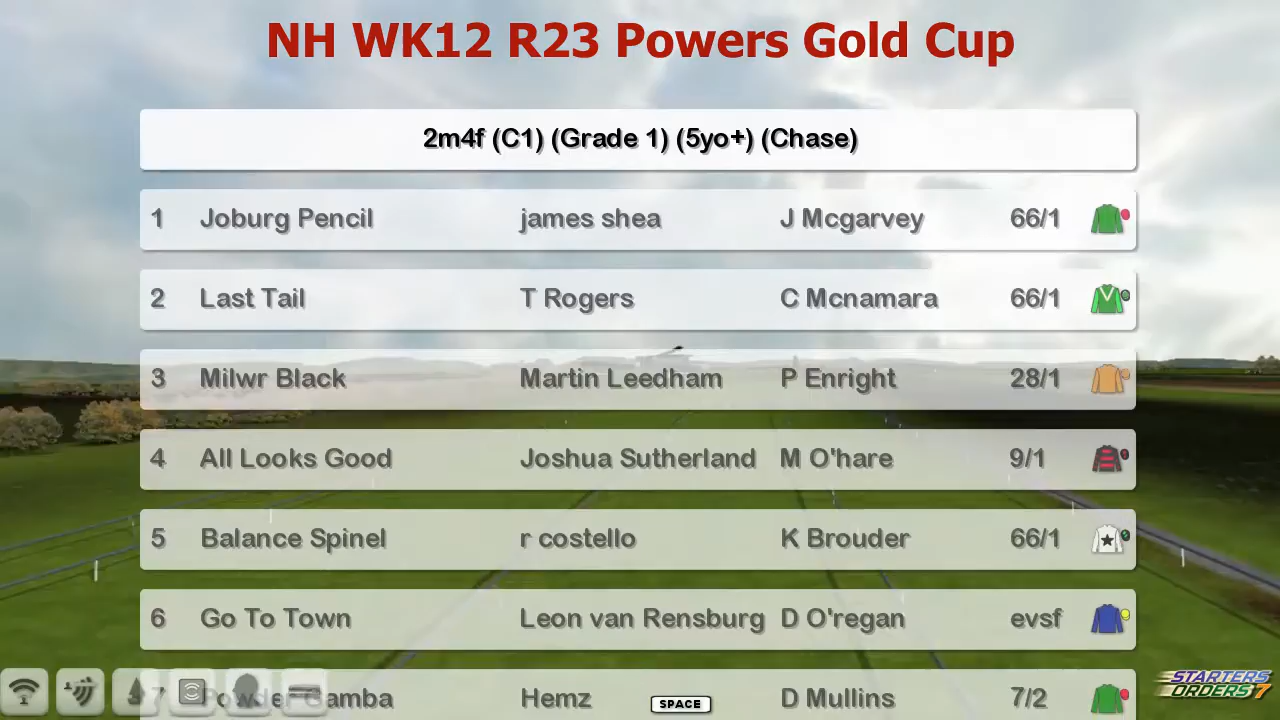 NH WK12 R23 Powers Gold Cup
2m4f (C1) (Grade 1) (5yo+) (Chase)
1 Joburg Pencil james shea J Mcgarvey 66/1
2 Last Tail T Rogers C Mcnamara 66/1
3 Milwr Black Martin Leedham P Enright 28/1
4 All Looks Good Joshua Sutherland M O'hare 9/1
5 Balance Spinel r costello K Brouder 66/1
6 Go To Town Leon van Rensburg D O'regan evsf
7 Powder Gamba Hemz D Mullins 7/2
SPACE
STARTERS
ORDERS 7